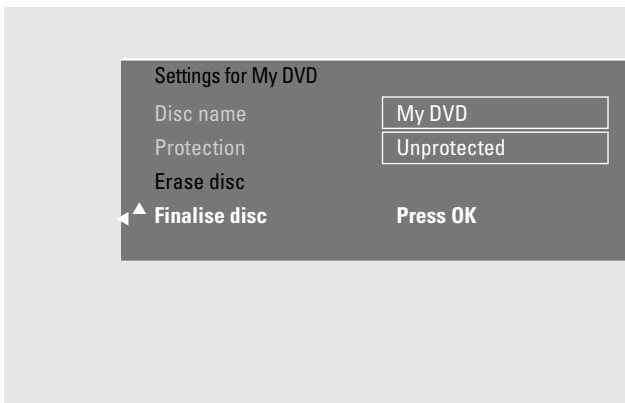 Settings for My DVD
Disc name My DVD
Protection Unprotected
Erase disc
Finalise disc Press OK